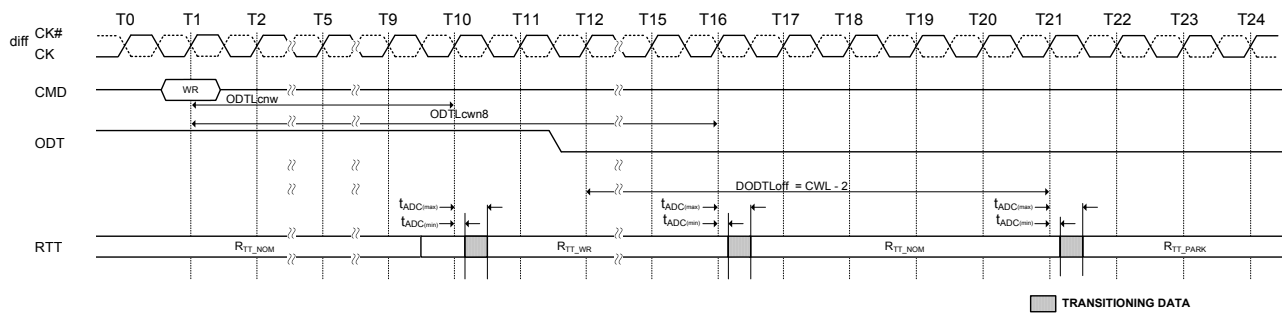 T0 T1 T2 T5 T9 T10 T11 T12 T15 T16 T17 T18 T19 T20 T21 T22 T23 T24
diff CK#
CK
CMD WR
ODTLcnw
ODTLcwn8
ODT
DODTLoff = CWL - 2
tADC(max) tADC(max) tADC(max)
tADC(min) tADC(min) tADC(min)
RTT RTT_NOM RTT_WR RTT_NOM RTT_PARK
TRANSITIONING DATA